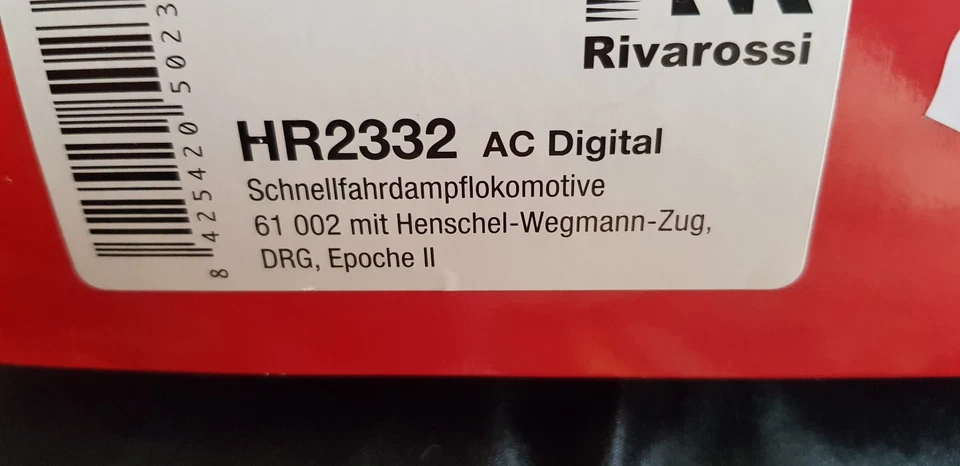 Rivarossi
HR2332 AC Digital
Schnellfahrdampflokomotive
61 002 mit Henschel-Wegmann-Zug,
DRG, Epoche II
8 425420 5023